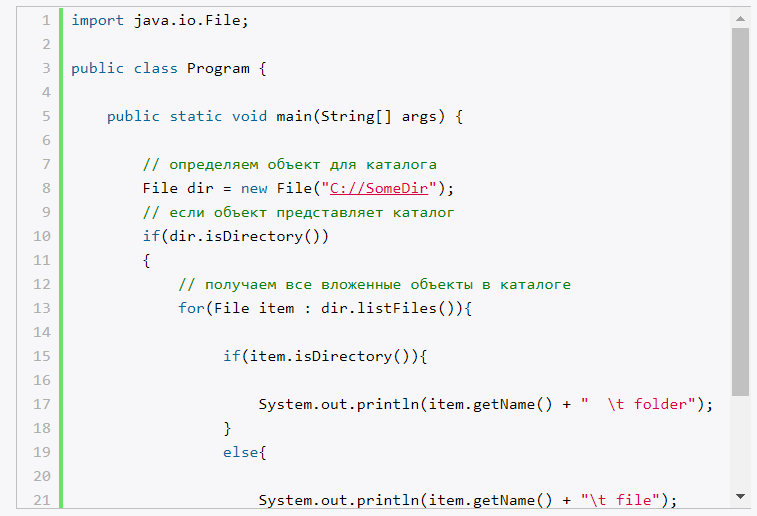 1 import java.io.File;
2
3 public class Program {
4
5     public static void main(String[] args) {
6
7         // определяем объект для каталога
8         File dir = new File("C://SomeDir");
9         // если объект представляет каталог
10         if(dir.isDirectory())
11         {
12             // получаем все вложенные объекты в каталоге
13             for(File item : dir.listFiles()){
14
15                  if(item.isDirectory()){
16
17                      System.out.println(item.getName() + "  \t folder");
18                  }
19                  else{
20
21                      System.out.println(item.getName() + "\t file");